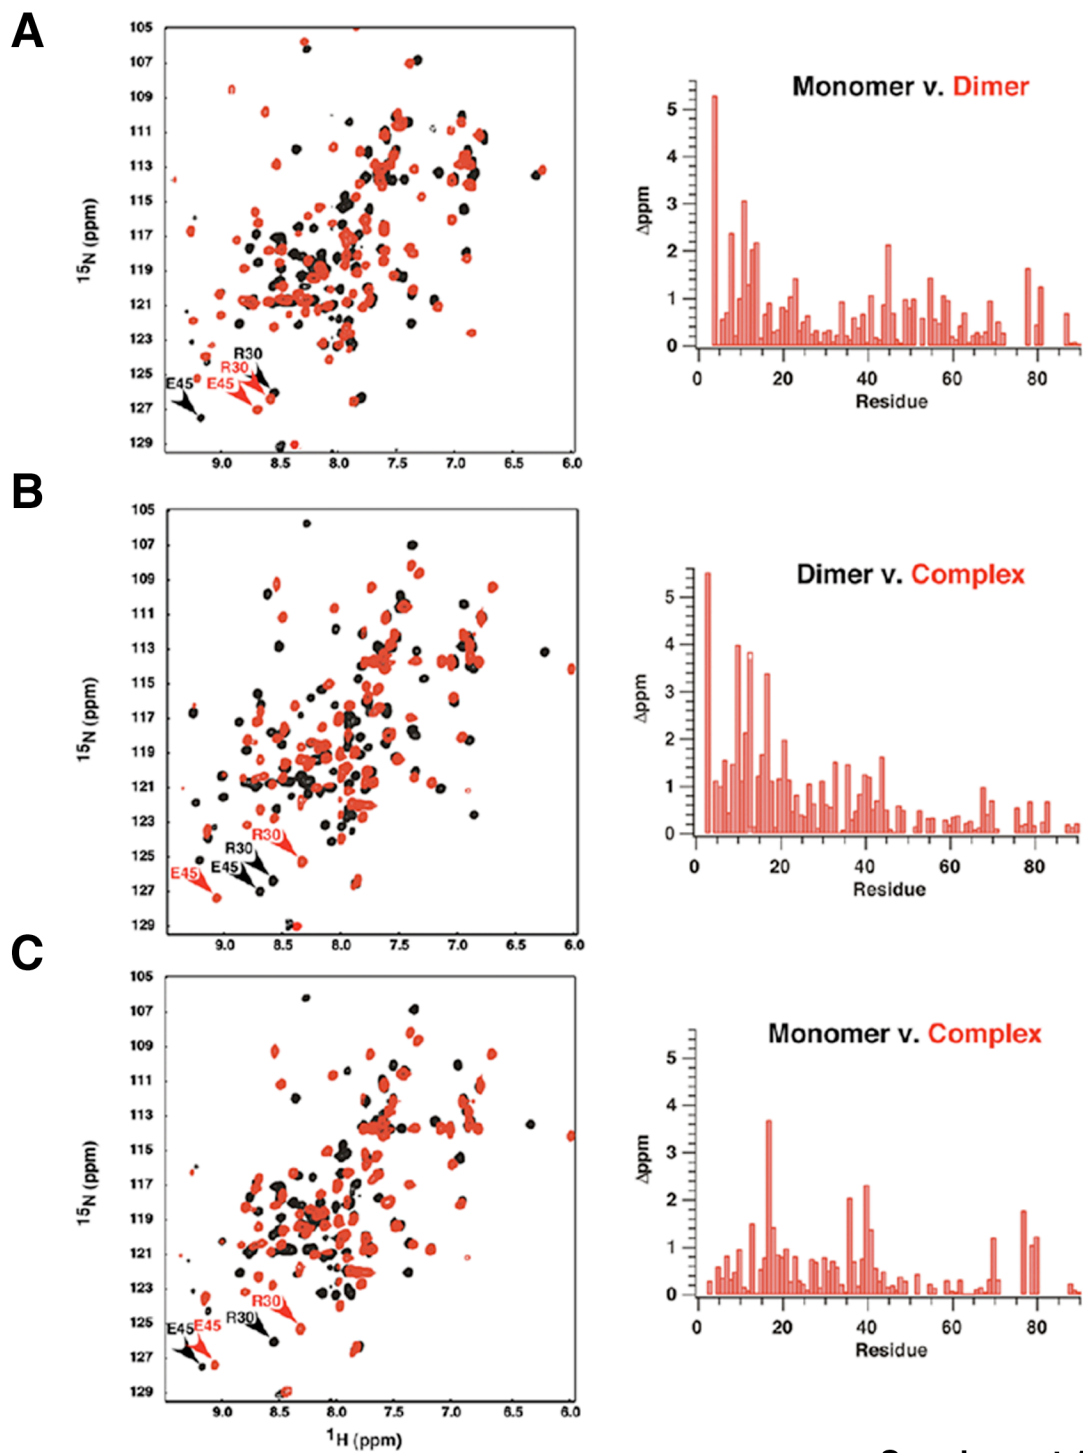 A
105
107
109
111
113
115
117
119
121
123
125
127
129
15N (ppm)
R30
R30
E45
E45
9.0 8.5 8.0 7.5 7.0 6.5 6.0
Monomer v. Dimer
5
4
3
2
1
0
Δppm
0 20 40 60 80
Residue
B
105
107
109
111
113
115
117
119
121
123
125
127
129
15N (ppm)
R30
R30
E45
E45
9.0 8.5 8.0 7.5 7.0 6.5 6.0
Dimer v. Complex
5
4
3
2
1
0
Δppm
0 20 40 60 80
Residue
C
105
107
109
111
113
115
117
119
121
123
125
127
129
15N (ppm)
R30
R30
E45 E45
9.0 8.5 8.0 7.5 7.0 6.5 6.0
1H (ppm)
Monomer v. Complex
5
4
3
2
1
0
Δppm
0 20 40 60 80
Residue